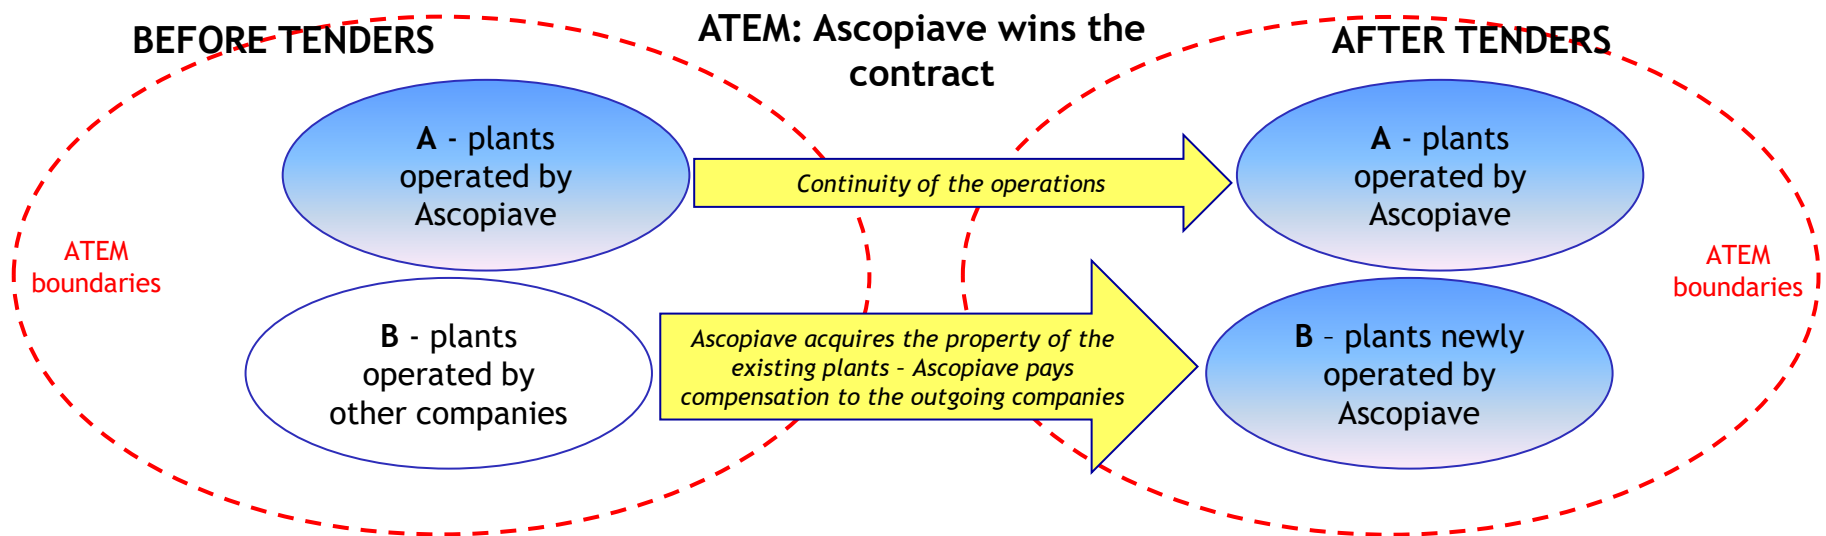 BEFORE TENDERS
ATEM: Ascopiave wins the
contract
AFTER TENDERS
A - plants
operated by
Ascopiave
Continuity of the operations
A - plants
operated by
Ascopiave
ATEM
boundaries
ATEM
boundaries
B - plants
operated by
other companies
Ascopiave acquires the property of the
existing plants – Ascopiave pays
compensation to the outgoing companies
B – plants newly
operated by
Ascopiave